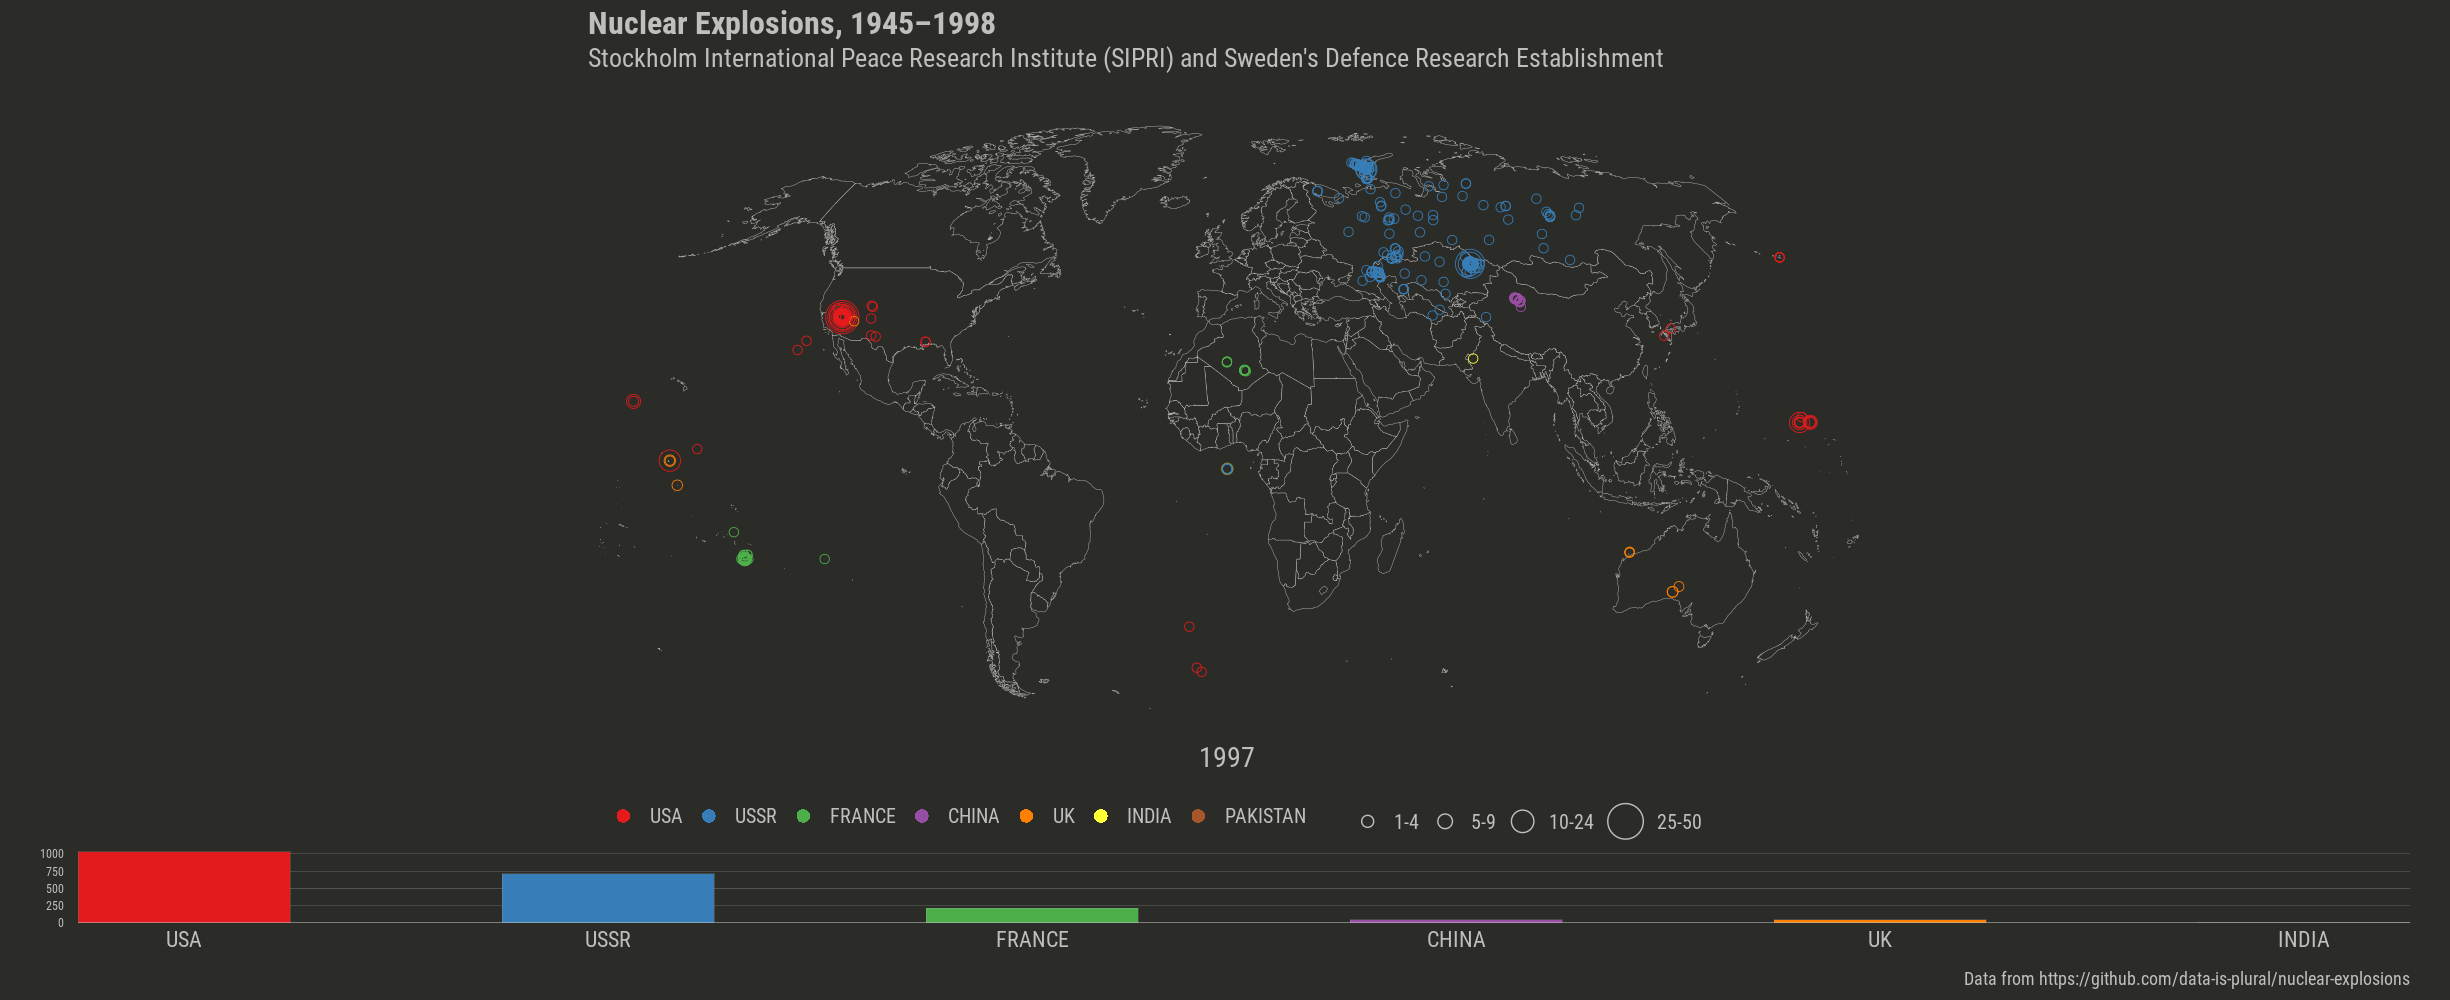 Nuclear Explosions, 1945–1998
Stockholm International Peace Research Institute (SIPRI) and Sweden's Defence Research Establishment
1997
USA USSR FRANCE CHINA UK INDIA PAKISTAN 1-4 5-9 10-24 25-50
1000
750
500
250
0
USA USSR FRANCE CHINA UK INDIA
Data from https://github.com/data-is-plural/nuclear-explosions